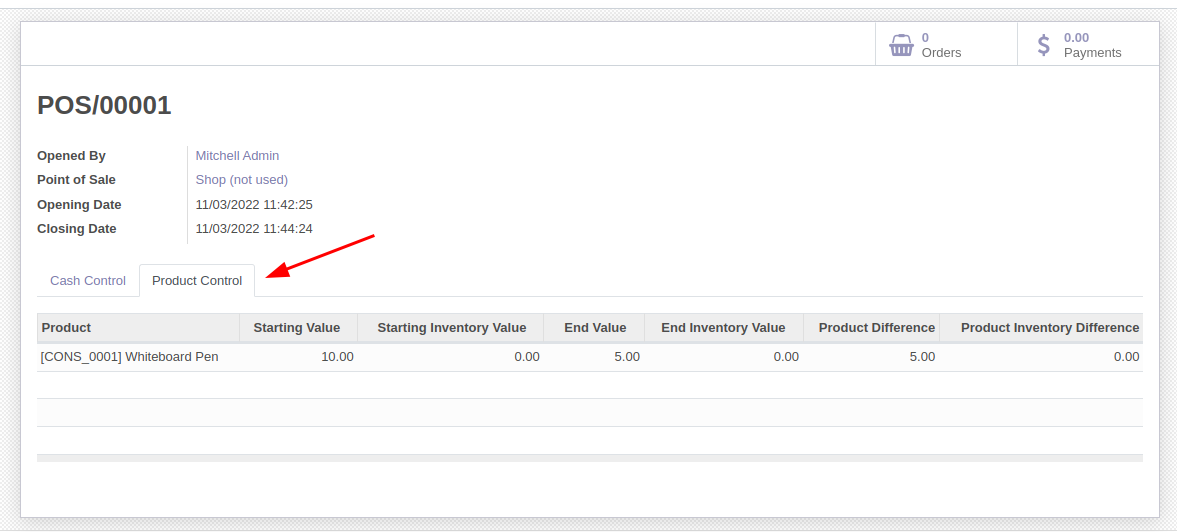 0
Orders
0.00
Payments
POS/00001
Opened By Mitchell Admin
Point of Sale Shop (not used)
Opening Date 11/03/2022 11:42:25
Closing Date 11/03/2022 11:44:24
Cash Control Product Control
Product Starting Value Starting Inventory Value End Value End Inventory Value Product Difference Product Inventory Difference
[CONS_0001] Whiteboard Pen 10.00 0.00 5.00 0.00 5.00 0.00